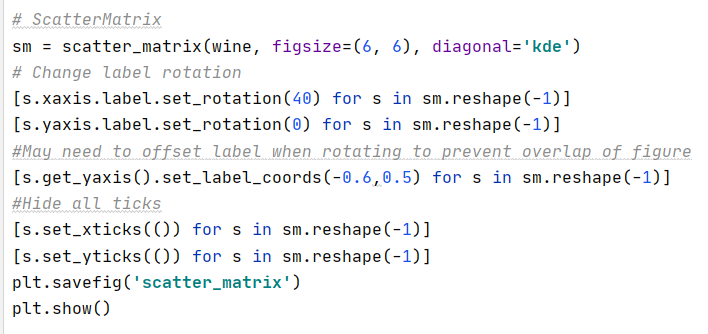 # ScatterMatrix
sm = scatter_matrix(wine, figsize=(6, 6), diagonal='kde')
# Change label rotation
[s.xaxis.label.set_rotation(40) for s in sm.reshape(-1)]
[s.yaxis.label.set_rotation(0) for s in sm.reshape(-1)]
#May need to offset label when rotating to prevent overlap of figure
[s.get_yaxis().set_label_coords(-0.6,0.5) for s in sm.reshape(-1)]
#Hide all ticks
[s.set_xticks(()) for s in sm.reshape(-1)]
[s.set_yticks(()) for s in sm.reshape(-1)]
plt.savefig('scatter_matrix')
plt.show()